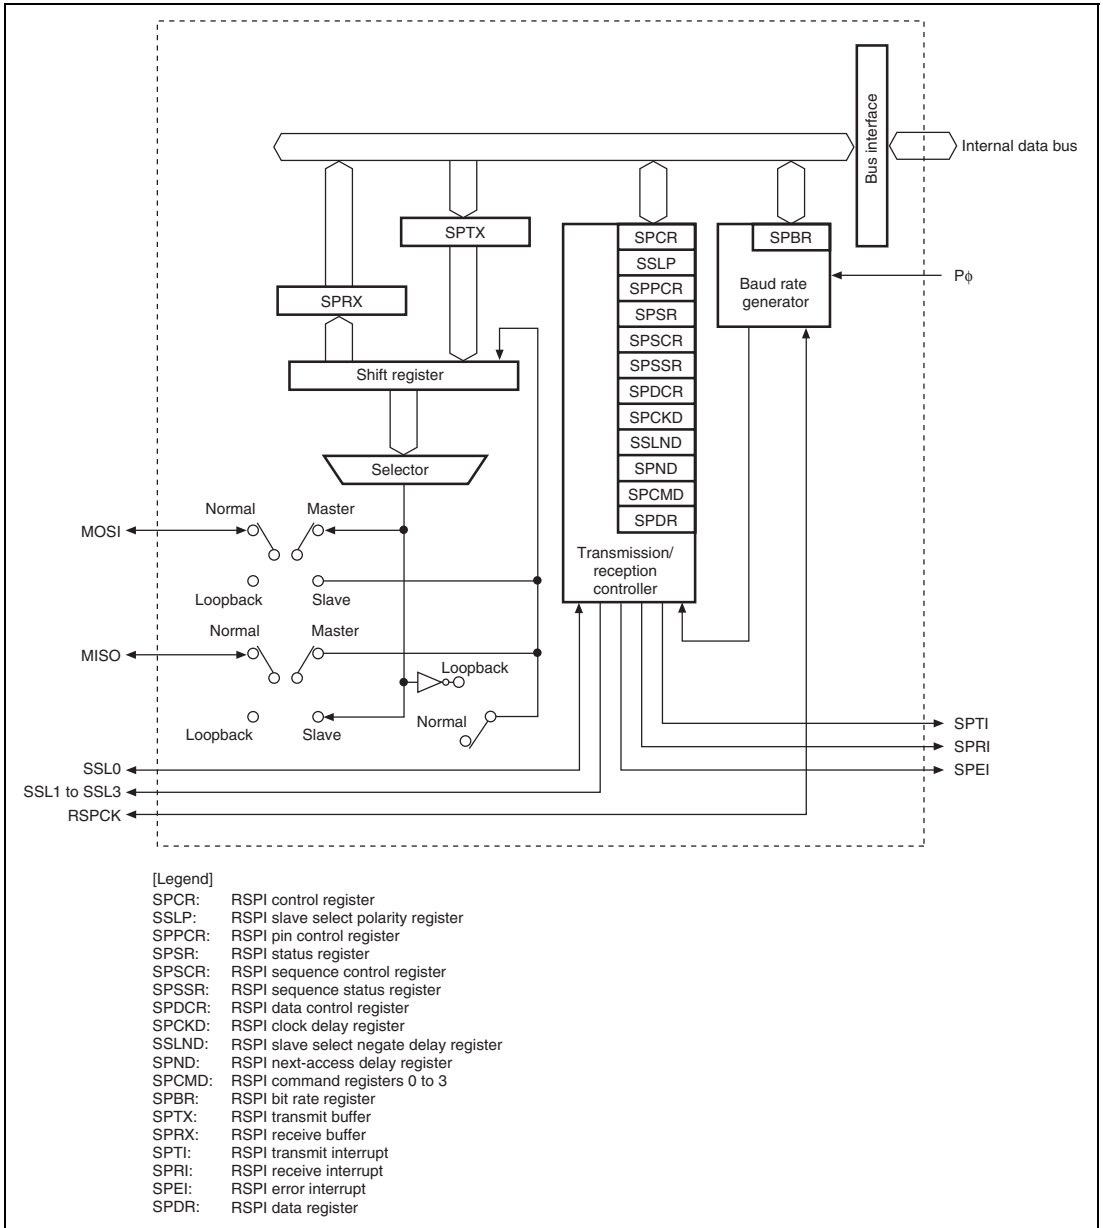 Bus interface
Internal data bus
SPTX
SPCR
SPBR
SSLP
SPPCR
Baud rate
generator
Pϕ
SPRX
SPSR
SPSCR
SPSSR
Shift register
SPDCR
SPCKD
SSLND
Selector
SPND
SPCMD
SPDR
Normal Master
MOSI
Transmission/
reception
controller
Loopback Slave
Normal Master
MISO
Loopback
Normal
Loopback Slave
SPTI
SPRI
SSL0
SPEI
SSL1 to SSL3
RSPCK
[Legend]
SPCR: RSPI control register
SSLP: RSPI slave select polarity register
SPPCR: RSPI pin control register
SPSR: RSPI status register
SPSCR: RSPI sequence control register
SPSSR: RSPI sequence status register
SPDCR: RSPI data control register
SPCKD: RSPI clock delay register
SSLND: RSPI slave select negate delay register
SPND: RSPI next-access delay register
SPCMD: RSPI command registers 0 to 3
SPBR: RSPI bit rate register
SPTX: RSPI transmit buffer
SPRX: RSPI receive buffer
SPTI: RSPI transmit interrupt
SPRI: RSPI receive interrupt
SPEI: RSPI error interrupt
SPDR: RSPI data register